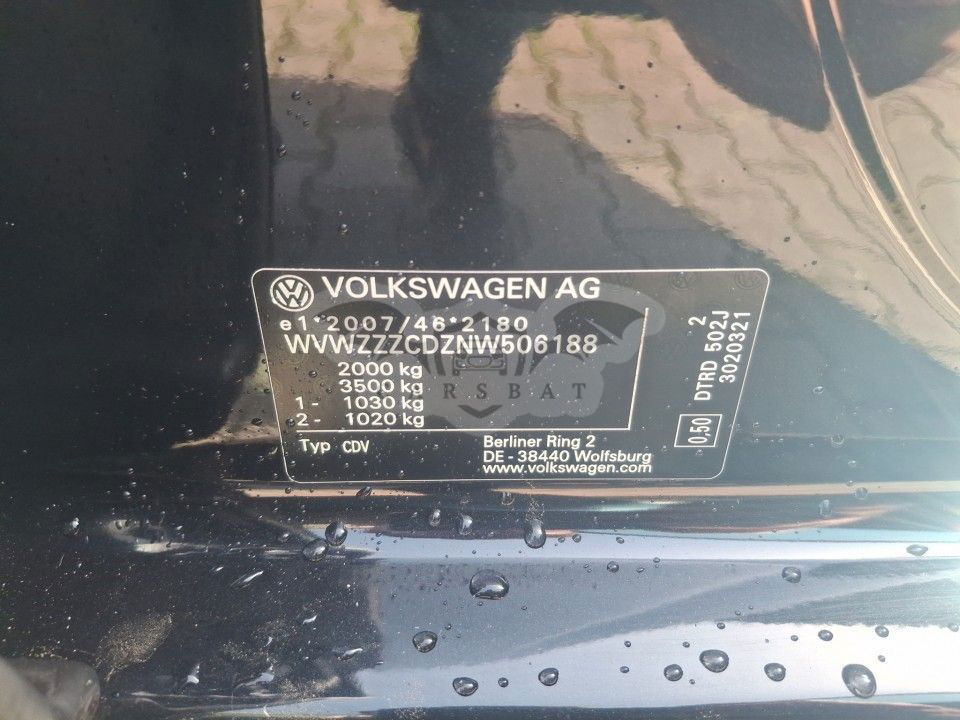 VOLKSWAGEN AG
e1*2007/46*2180
WVWZZZCDZNW506188
2000 kg
3500 kg
1- 1030 kg
2- 1020 kg
Typ CDV
Berliner Ring 2
DE - 38440 Wolfsburg
www.volkswagen.com
2
DTRD 502J
3020321
0,50
RSBAT